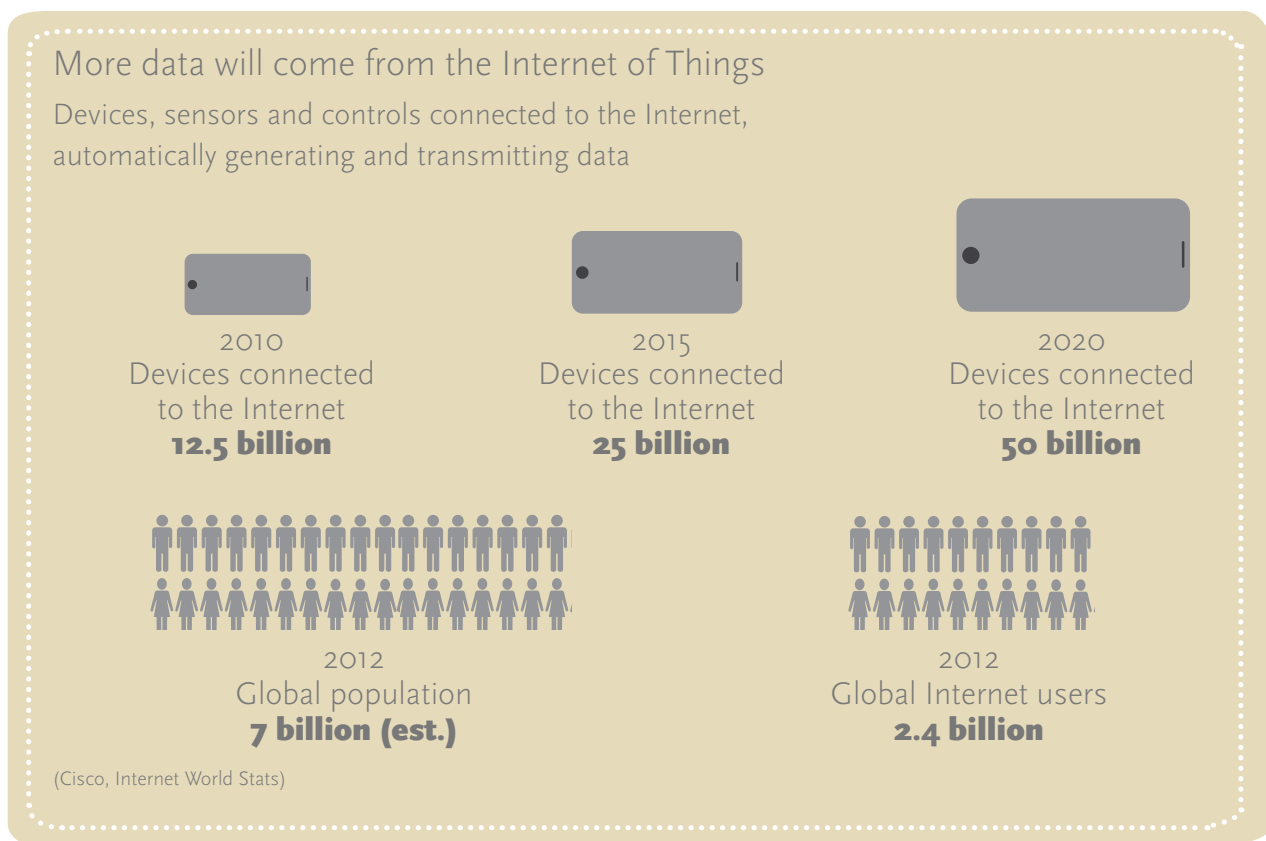 More data will come from the Internet of Things
Devices, sensors and controls connected to the Internet,
automatically generating and transmitting data
2010
Devices connected
to the Internet
12.5 billion
2015
Devices connected
to the Internet
25 billion
2020
Devices connected
to the Internet
50 billion
2012
Global population
7 billion (est.)
2012
Global Internet users
2.4 billion
(Cisco, Internet World Stats)